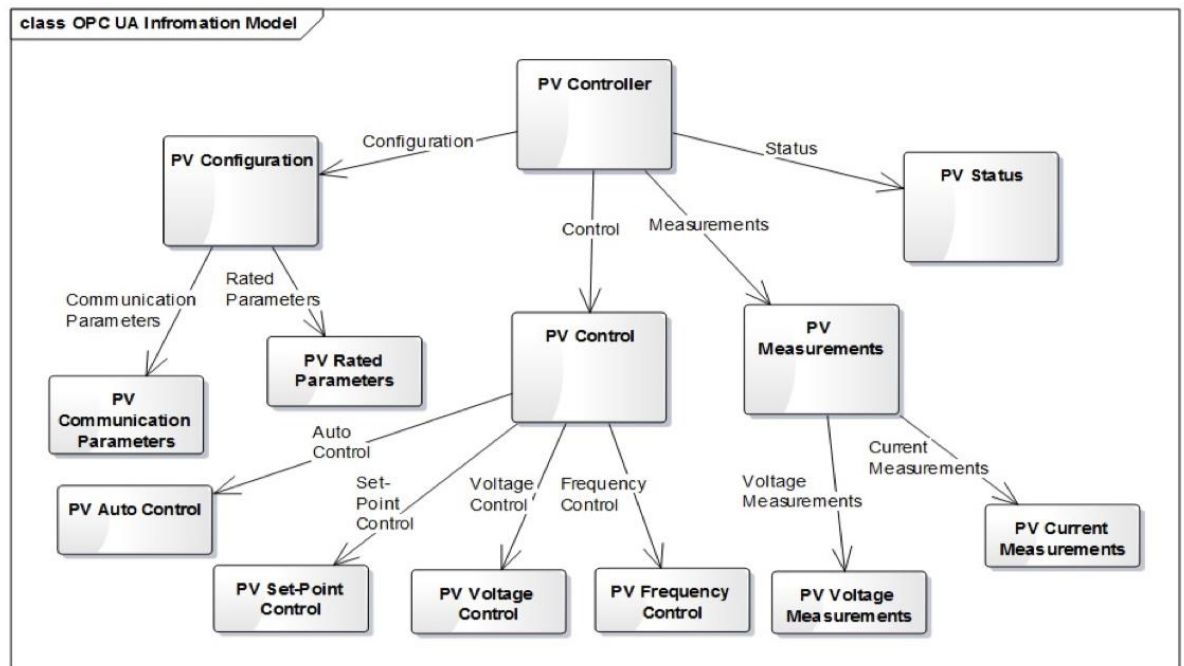 class OPC UA Infromation Model
PV Controller
Configuration
Status
PV Configuration
PV Status
Control
Measurements
Rated
Parameters
Communication
Parameters
PV Control
PV
Measurements
PV Rated
Parameters
PV
Communication
Parameters
Auto
Control
Set-
Point
Control
Voltage
Control
Frequency
Control
Voltage
Measurements
Current
Measurements
PV Auto Control
PV Current
Measurements
PV Set-Point
Control
PV Voltage
Control
PV Frequency
Control
PV Voltage
Measurements